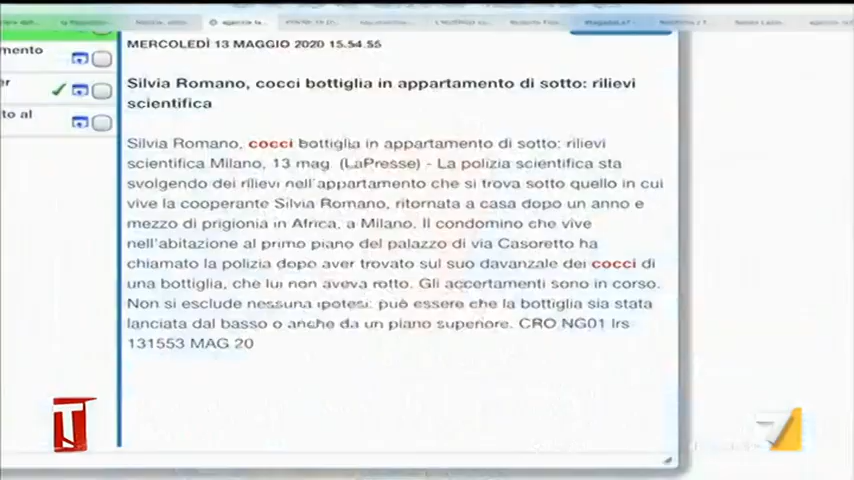 mento
er
to al
MERCOLEDÌ 13 MAGGIO 2020 15.54.55
Silvia Romano, cocci bottiglia in appartamento di sotto: rilievi
scientifica
Silvia Romano, cocci bottiglia in appartamento di sotto: rilievi
scientifica Milano, 13 mag. (LaPresse) - La polizia scientifica sta
svolgendo dei rilievi nell'appartamento che si trova sotto quello in cui
vive la cooperante Silvia Romano, ritornata a casa dopo un anno e
mezzo di prigionia in Africa, a Milano. Il condomino che vive
nell'abitazione al primo piano del palazzo di via Casoretto ha
chiamato la polizia dopo aver trovato sul suo davanzale dei cocci di
una bottiglia, che lui non aveva rotto. Gli accertamenti sono in corso.
Non si esclude nessuna ipotesi: può essere che la bottiglia sia stata
lanciata dal basso o anche da un piano superiore. CRO NG01 lrs
131553 MAG 20
T
7